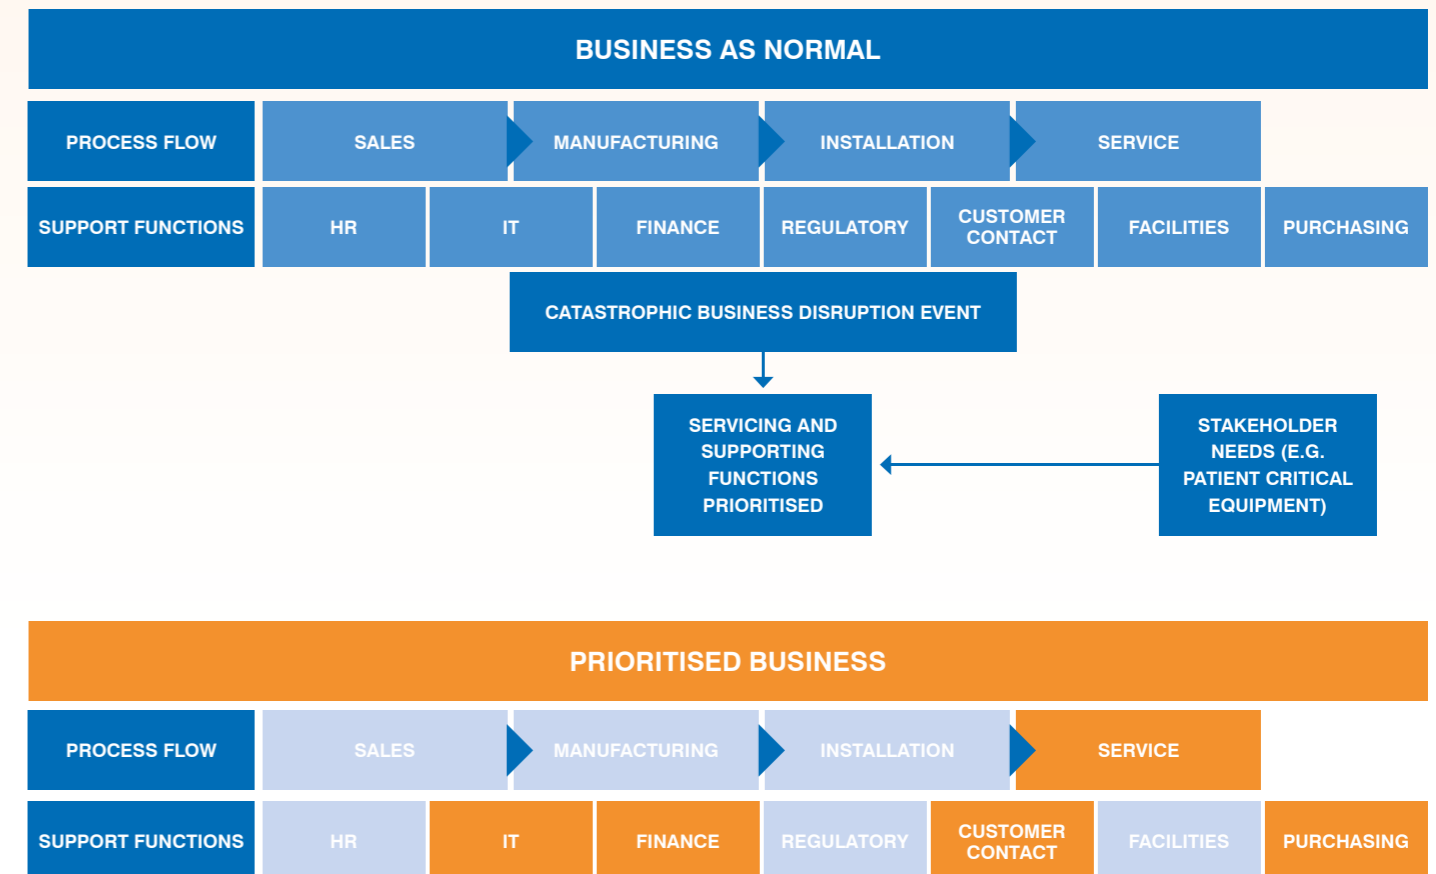 BUSINESS AS NORMAL
PROCESS FLOW
SALES
MANUFACTURING
INSTALLATION
SERVICE
SUPPORT FUNCTIONS
HR
IT
FINANCE
REGULATORY
CUSTOMER
CONTACT
FACILITIES
PURCHASING
CATASTROPHIC BUSINESS DISRUPTION EVENT
SERVICING AND
SUPPORTING
FUNCTIONS
PRIORITISED
STAKEHOLDER
NEEDS (E.G.
PATIENT CRITICAL
EQUIPMENT)
PRIORITISED BUSINESS
PROCESS FLOW
SALES
MANUFACTURING
INSTALLATION
SERVICE
SUPPORT FUNCTIONS
HR
IT
FINANCE
REGULATORY
CUSTOMER
CONTACT
FACILITIES
PURCHASING